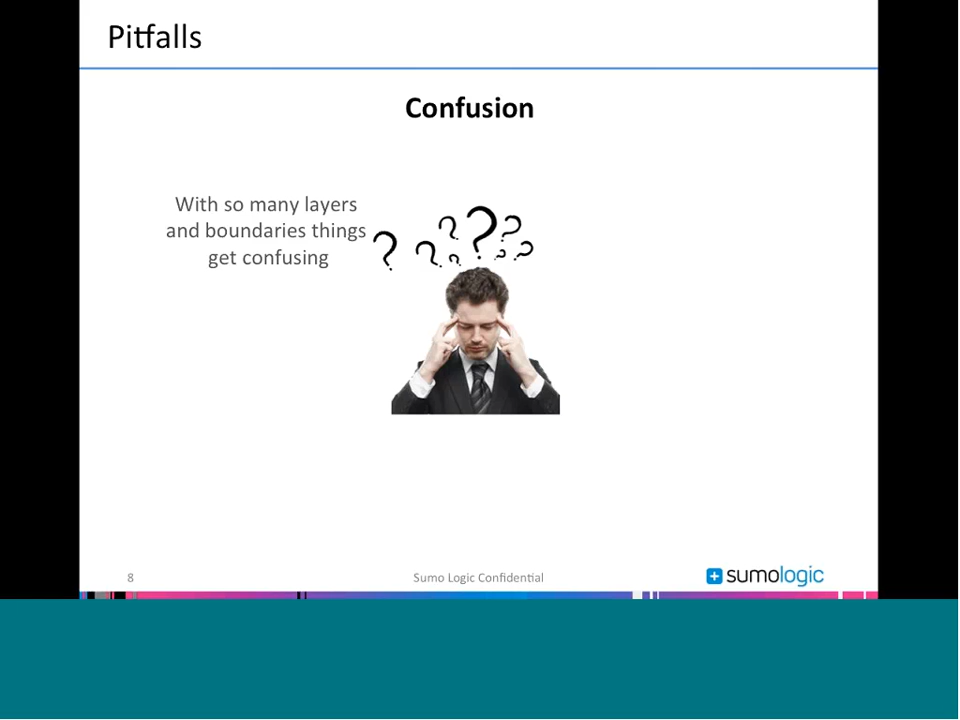 Pitfalls
Confusion
With so many layers
and boundaries things
get confusing
? ? ? ? ? ? ? ?
8
Sumo Logic Confidential
sumologic